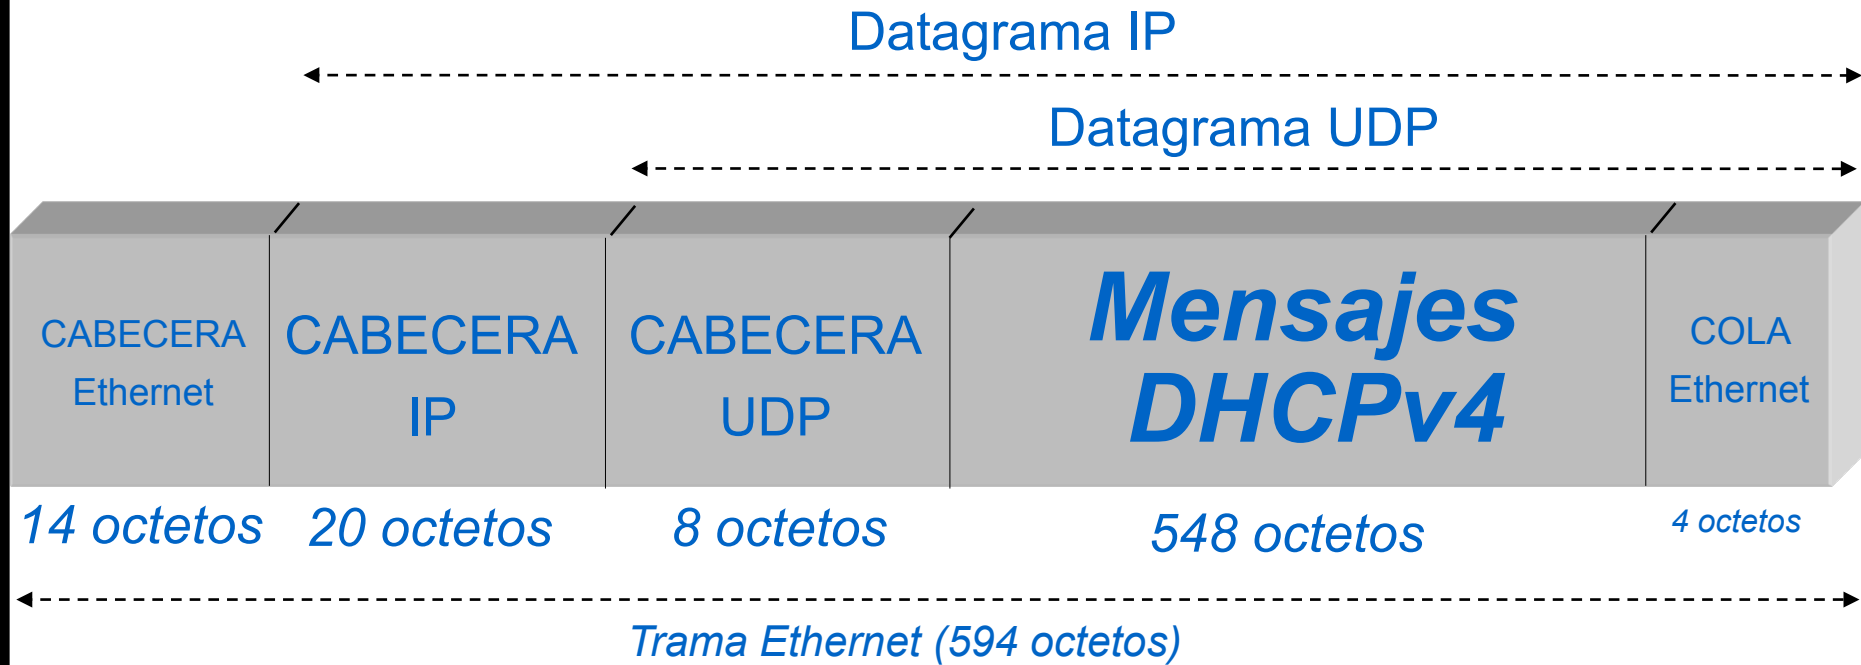 Datagrama IP
Datagrama UDP
CABECERA
Ethernet
CABECERA
IP
CABECERA
UDP
Mensajes
DHCPv4
COLA
Ethernet
14 octetos
20 octetos
8 octetos
548 octetos
4 octetos
Trama Ethernet (594 octetos)